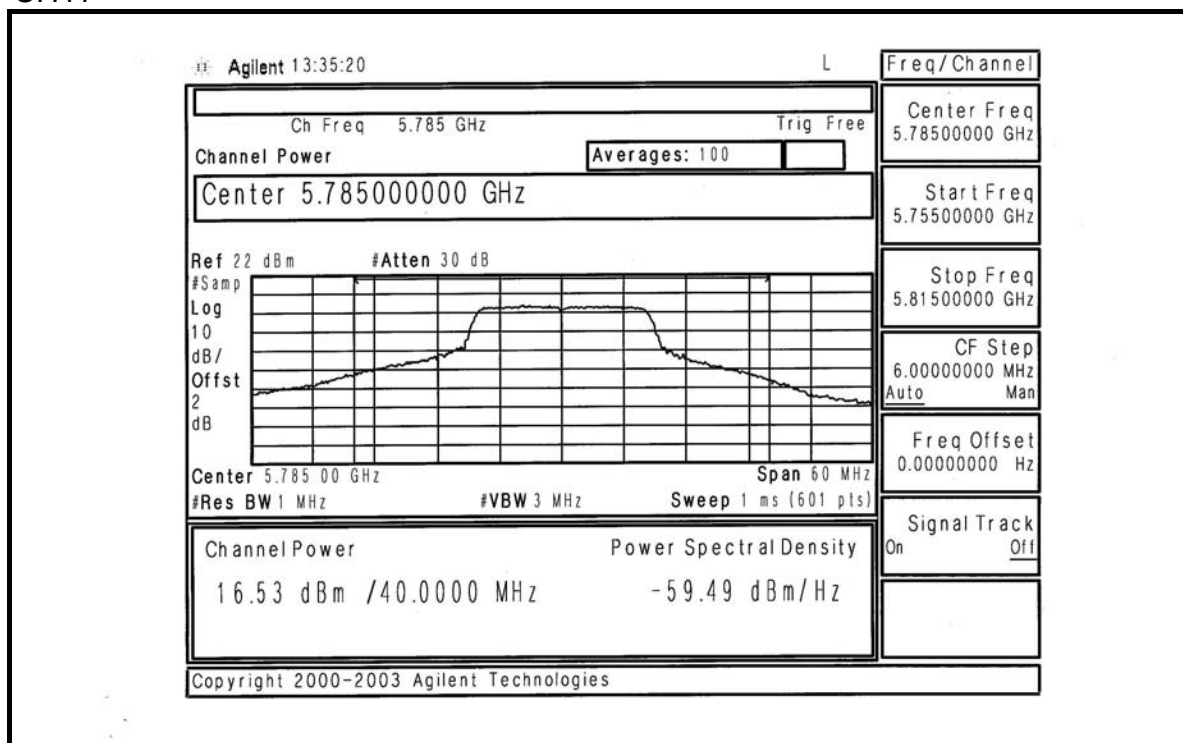 Agilent 13:35:20 L Freq/Channel
Ch Freq 5.785 GHz Trig Free
Channel Power Averages: 100
Center 5.785000000 GHz
Ref 22 dBm #Atten 30 dB
#Samp
Log
10
dB/
Offst
2
dB
Center 5.785 00 GHz Span 60 MHz
#Res BW 1 MHz #VBW 3 MHz Sweep 1 ms (601 pts)
Channel Power Power Spectral Density
16.53 dBm /40.0000 MHz -59.49 dBm/Hz
Center Freq
5.78500000 GHz
Start Freq
5.75500000 GHz
Stop Freq
5.81500000 GHz
CF Step
6.00000000 MHz
Auto Man
Freq Offset
0.00000000 Hz
Signal Track
On Off
Copyright 2000-2003 Agilent Technologies